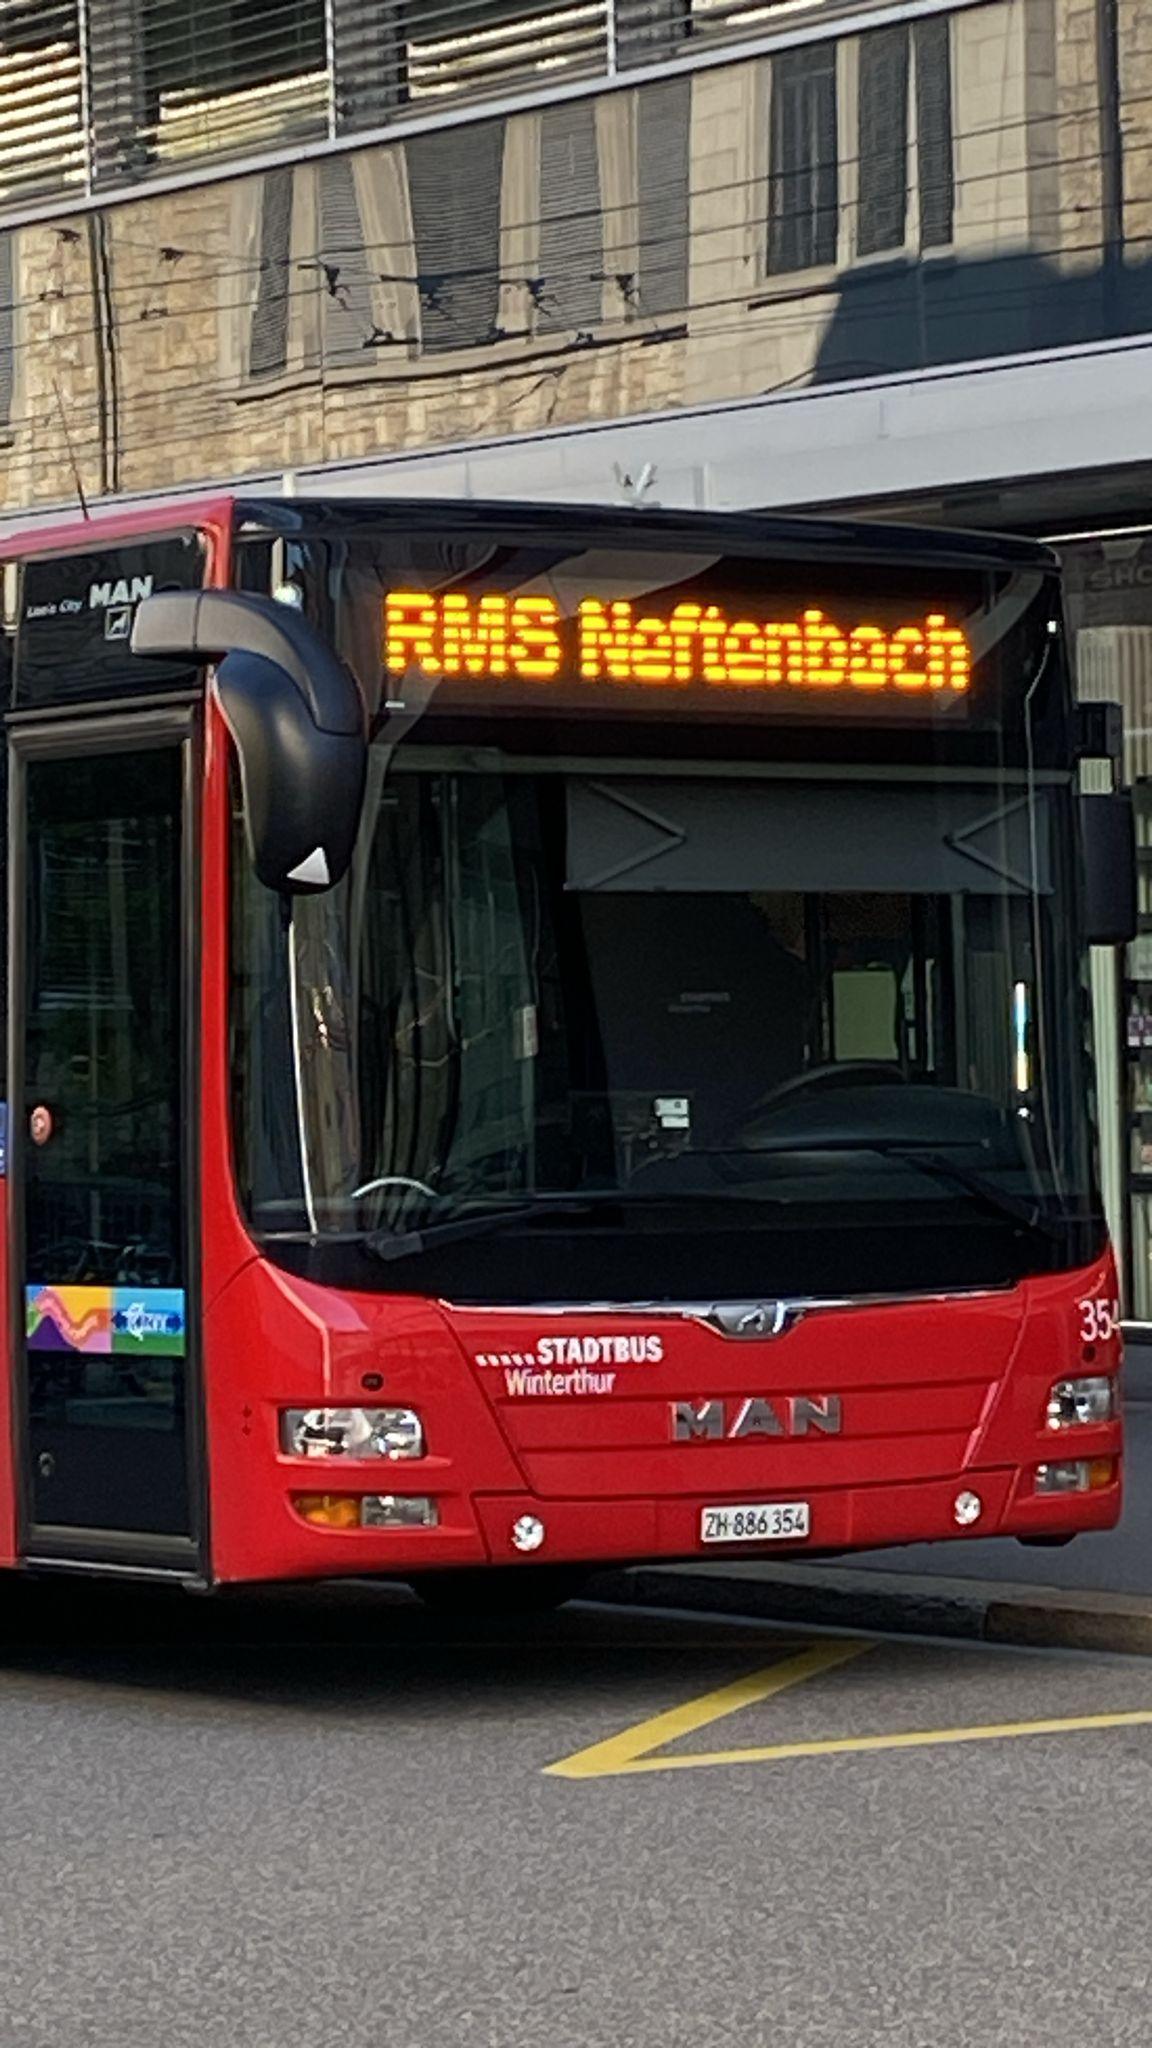 RMS Neftenbach
Lion's City MAN
354
STADTBUS
Winterthur
MAN
ZH·886 354